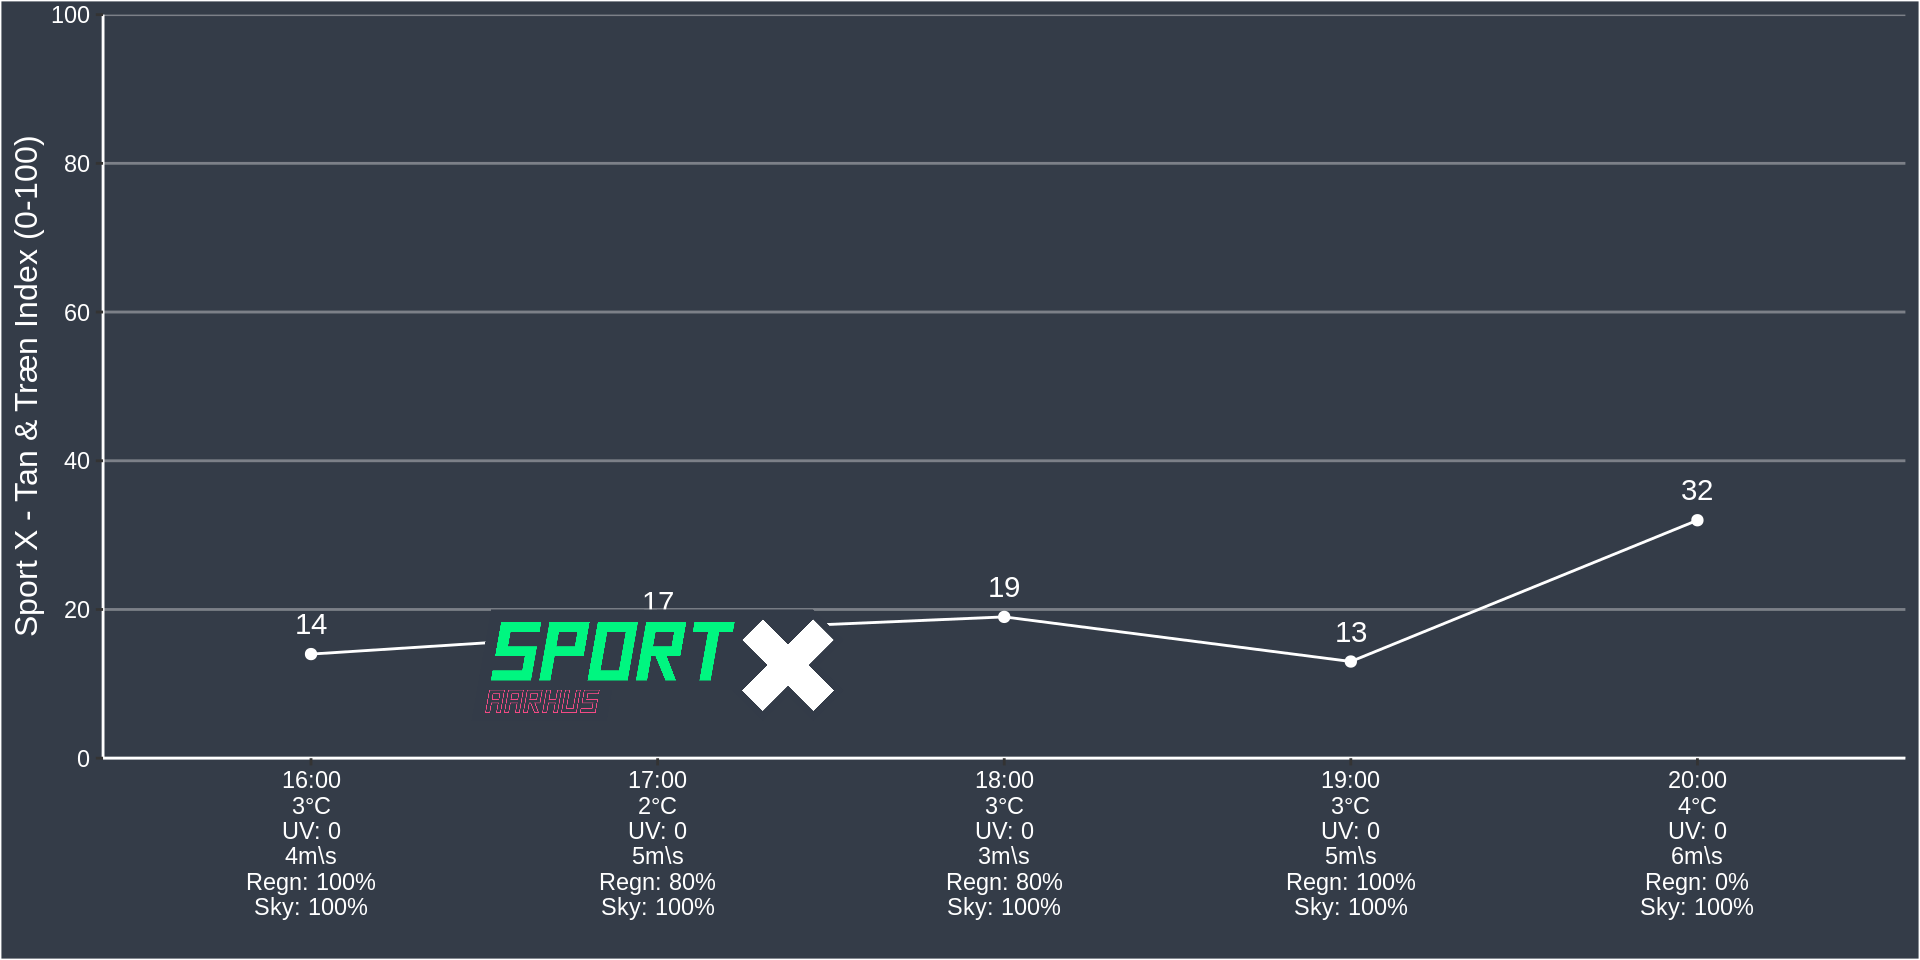 Sport X - Tan & Træn Index (0-100)
100
80
60
40
20
0
14
17
19
13
32
SPORT X
AARHUS
16:00
3°C
UV: 0
4m\s
Regn: 100%
Sky: 100%
17:00
2°C
UV: 0
5m\s
Regn: 80%
Sky: 100%
18:00
3°C
UV: 0
3m\s
Regn: 80%
Sky: 100%
19:00
3°C
UV: 0
5m\s
Regn: 100%
Sky: 100%
20:00
4°C
UV: 0
6m\s
Regn: 0%
Sky: 100%